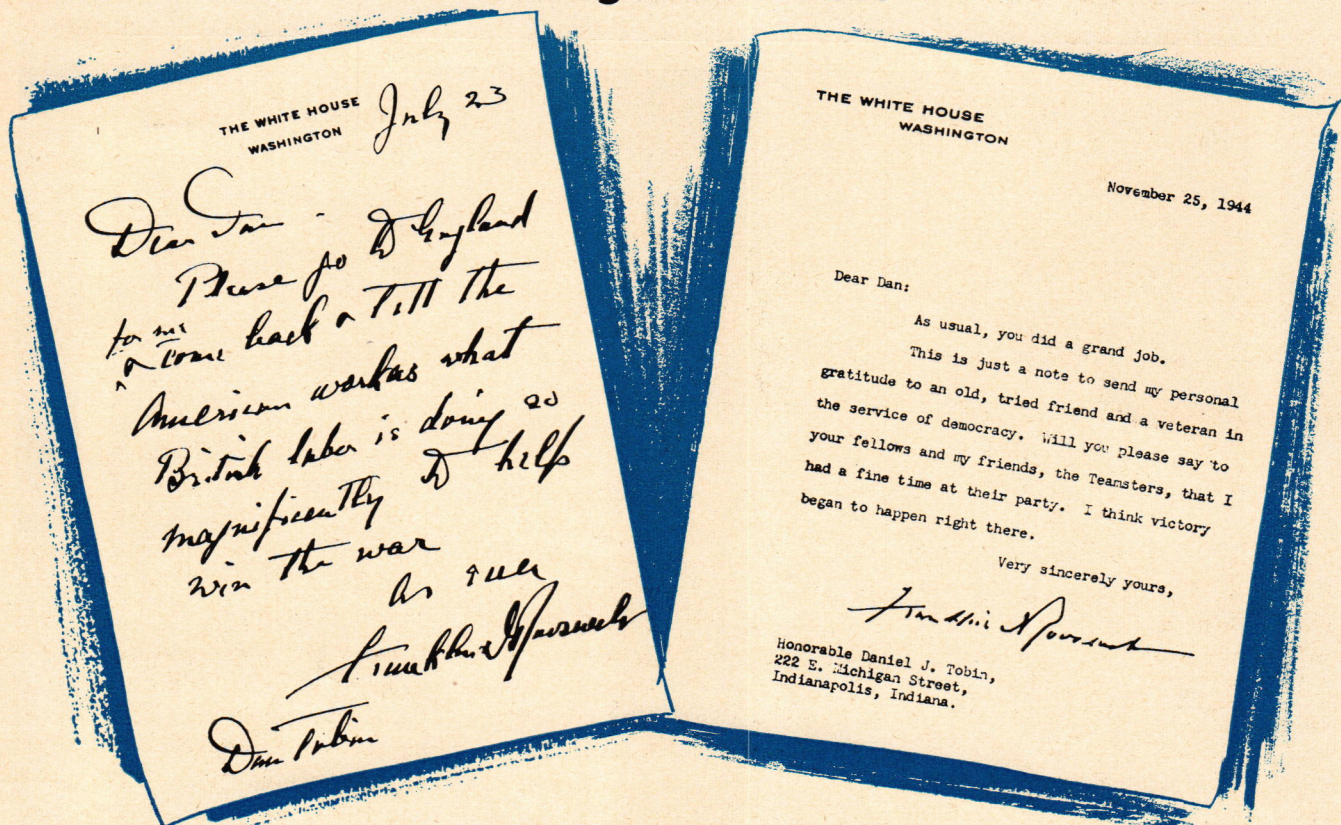 THE WHITE HOUSE
WASHINGTON
July 23
Dear Dan -
Please go to England
for me
& come back & tell the
American workers what
British labor is doing so
magnificently to help
win the war
As ever
Franklin D Roosevelt
Dan Tobin
THE WHITE HOUSE
WASHINGTON
November 25, 1944
Dear Dan:
As usual, you did a grand job.
This is just a note to send my personal
gratitude to an old, tried friend and a veteran in
the service of democracy. Will you please say to
your fellows and my friends, the Teamsters, that I
had a fine time at their party. I think victory
began to happen right there.
Very sincerely yours,
Franklin D Roosevelt
Honorable Daniel J. Tobin,
222 E. Michigan Street,
Indianapolis, Indiana.